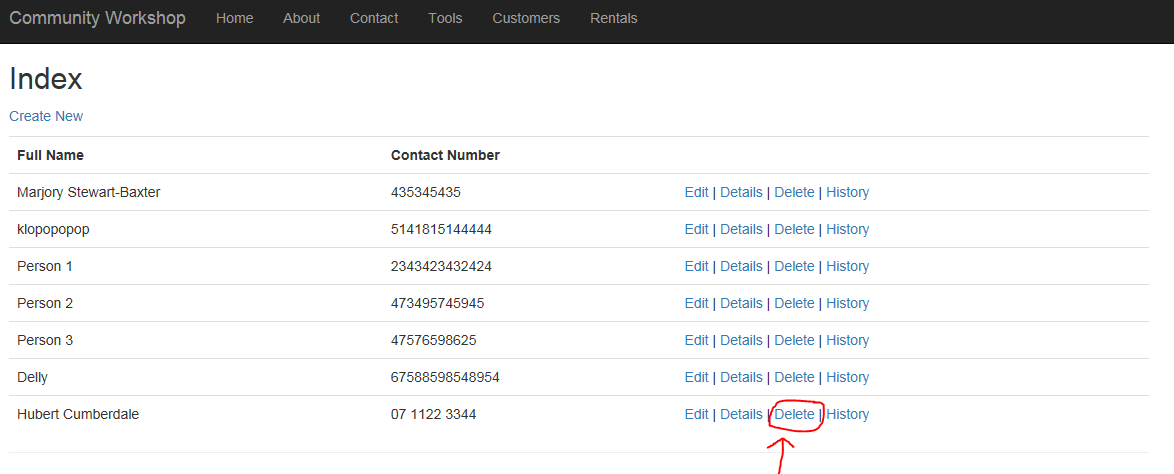 Community Workshop Home About Contact Tools Customers Rentals
Index
Create New
Full Name Contact Number
Marjory Stewart-Baxter 435345435 Edit | Details | Delete | History
klopopopop 5141815144444 Edit | Details | Delete | History
Person 1 2343423432424 Edit | Details | Delete | History
Person 2 473495745945 Edit | Details | Delete | History
Person 3 47576598625 Edit | Details | Delete | History
Delly 67588598548954 Edit | Details | Delete | History
Hubert Cumberdale 07 1122 3344 Edit | Details | Delete | History